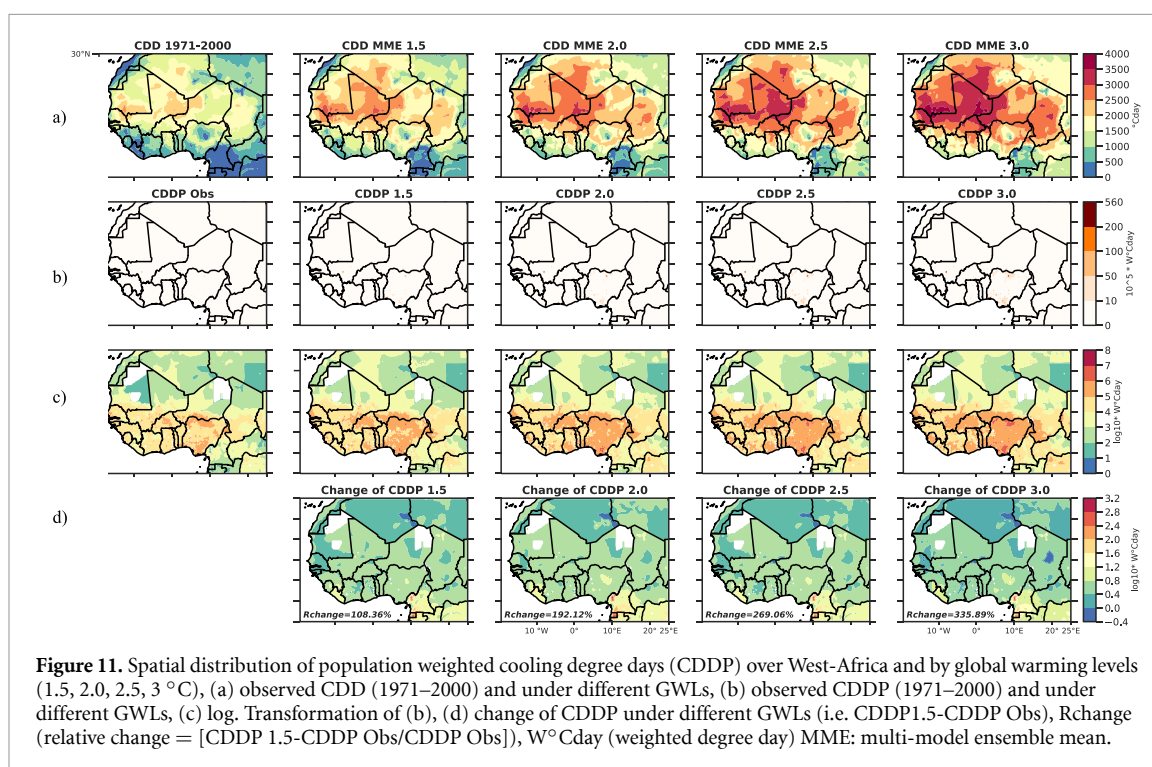 CDD 1971-2000 CDD MME 1.5 CDD MME 2.0 CDD MME 2.5 CDD MME 3.0
30°N
a)
4000
3500
3000
2500
2000
1500
1000
500
0
°Cday
CDDP Obs CDDP 1.5 CDDP 2.0 CDDP 2.5 CDDP 3.0
b)
560
200
100
50
10
0
10^5 * W°Cday
c)
8
7
6
5
4
3
2
1
0
log10* W°Cday
Change of CDDP 1.5 Change of CDDP 2.0 Change of CDDP 2.5 Change of CDDP 3.0
d)
3.2
2.8
2.4
2.0
1.6
1.2
0.8
0.4
0.0
−0.4
log10* W°Cday
Rchange=108.36% Rchange=192.12% Rchange=269.06% Rchange=335.89%
10°W 0° 10°E 20° 25°E 10°W 0° 10°E 20° 25°E
Figure 11. Spatial distribution of population weighted cooling degree days (CDDP) over West-Africa and by global warming levels
(1.5, 2.0, 2.5, 3 °C), (a) observed CDD (1971–2000) and under different GWLs, (b) observed CDDP (1971–2000) and under
different GWLs, (c) log. Transformation of (b), (d) change of CDDP under different GWLs (i.e. CDDP1.5-CDDP Obs), Rchange
(relative change = [CDDP 1.5-CDDP Obs/CDDP Obs]), W°Cday (weighted degree day) MME: multi-model ensemble mean.